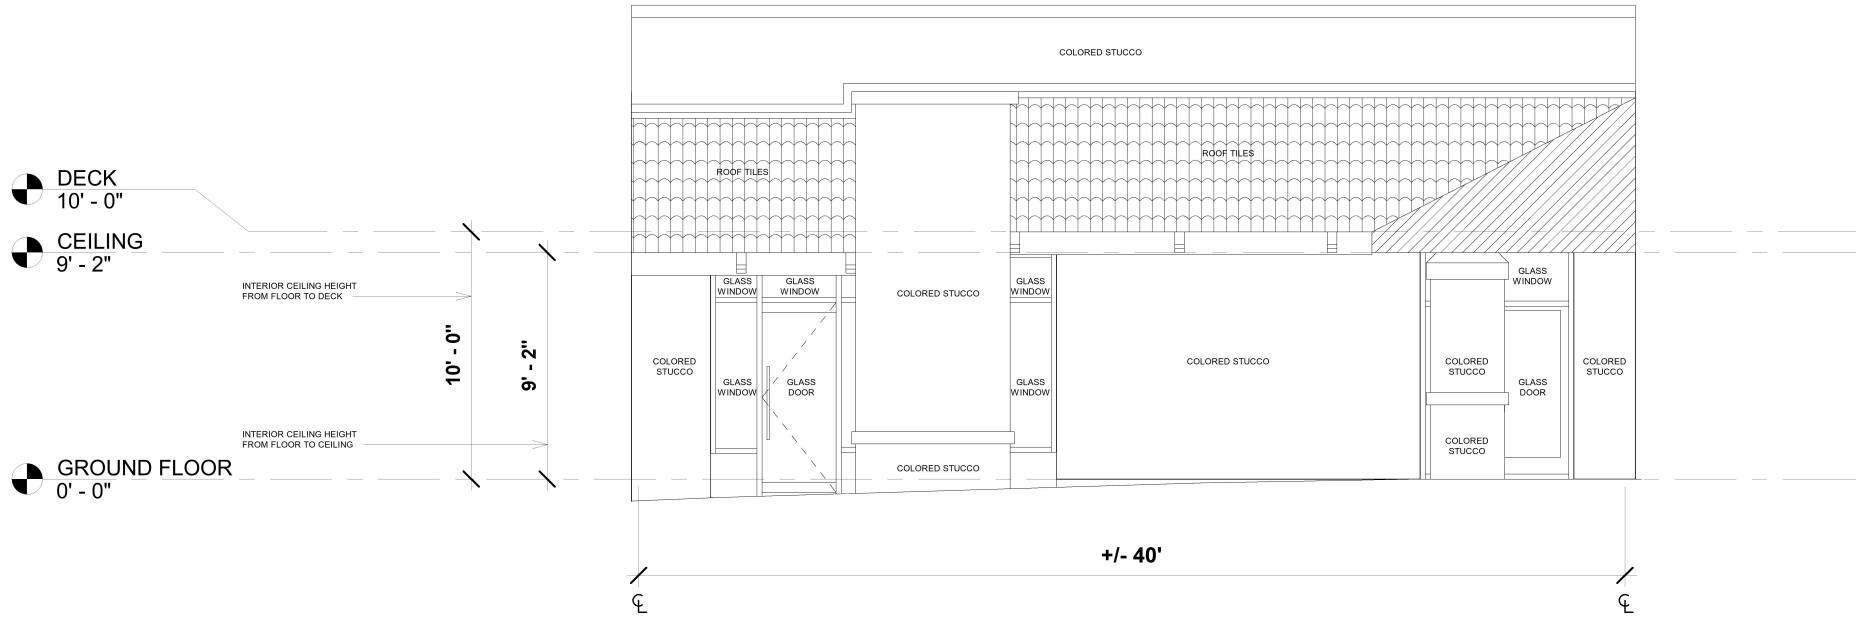 COLORED STUCCO
ROOF TILES
ROOF TILES
DECK
10' - 0"
CEILING
9' - 2"
INTERIOR CEILING HEIGHT
FROM FLOOR TO DECK
10' - 0"
9' - 2"
INTERIOR CEILING HEIGHT
FROM FLOOR TO CEILING
GROUND FLOOR
0' - 0"
GLASS
WINDOW
GLASS
WINDOW
COLORED STUCCO
GLASS
WINDOW
GLASS
WINDOW
COLORED
STUCCO
GLASS
WINDOW
GLASS
DOOR
GLASS
WINDOW
COLORED STUCCO
COLORED
STUCCO
GLASS
DOOR
COLORED
STUCCO
COLORED STUCCO
COLORED
STUCCO
+/- 40'
℄
℄